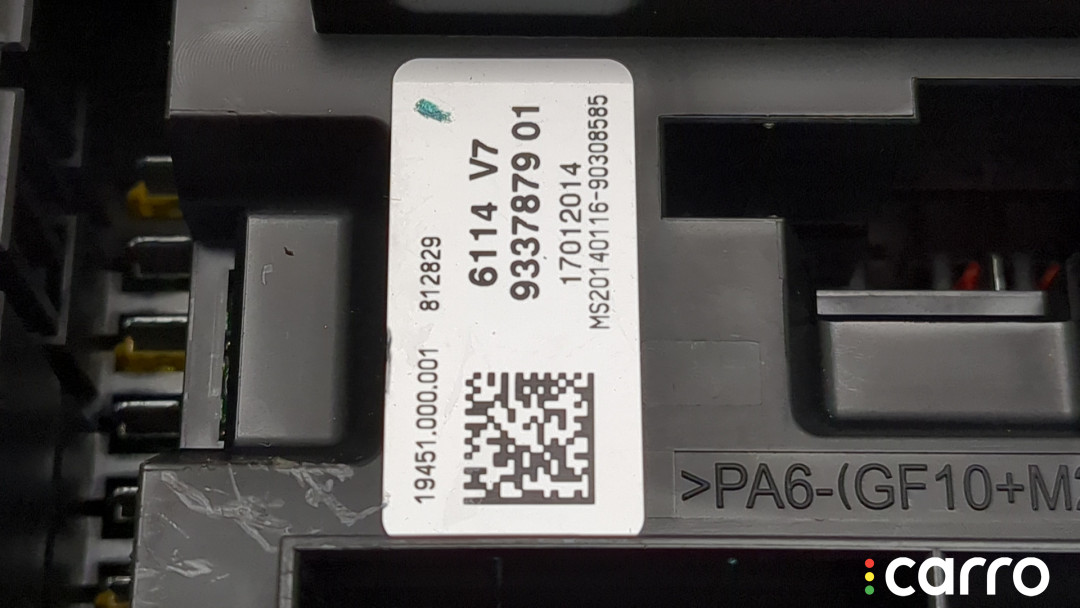 6114 V7
9337879 01
17012014
MS20140116-90308585
19451.000.001 812829
>PA6-(GF10+M2
carro